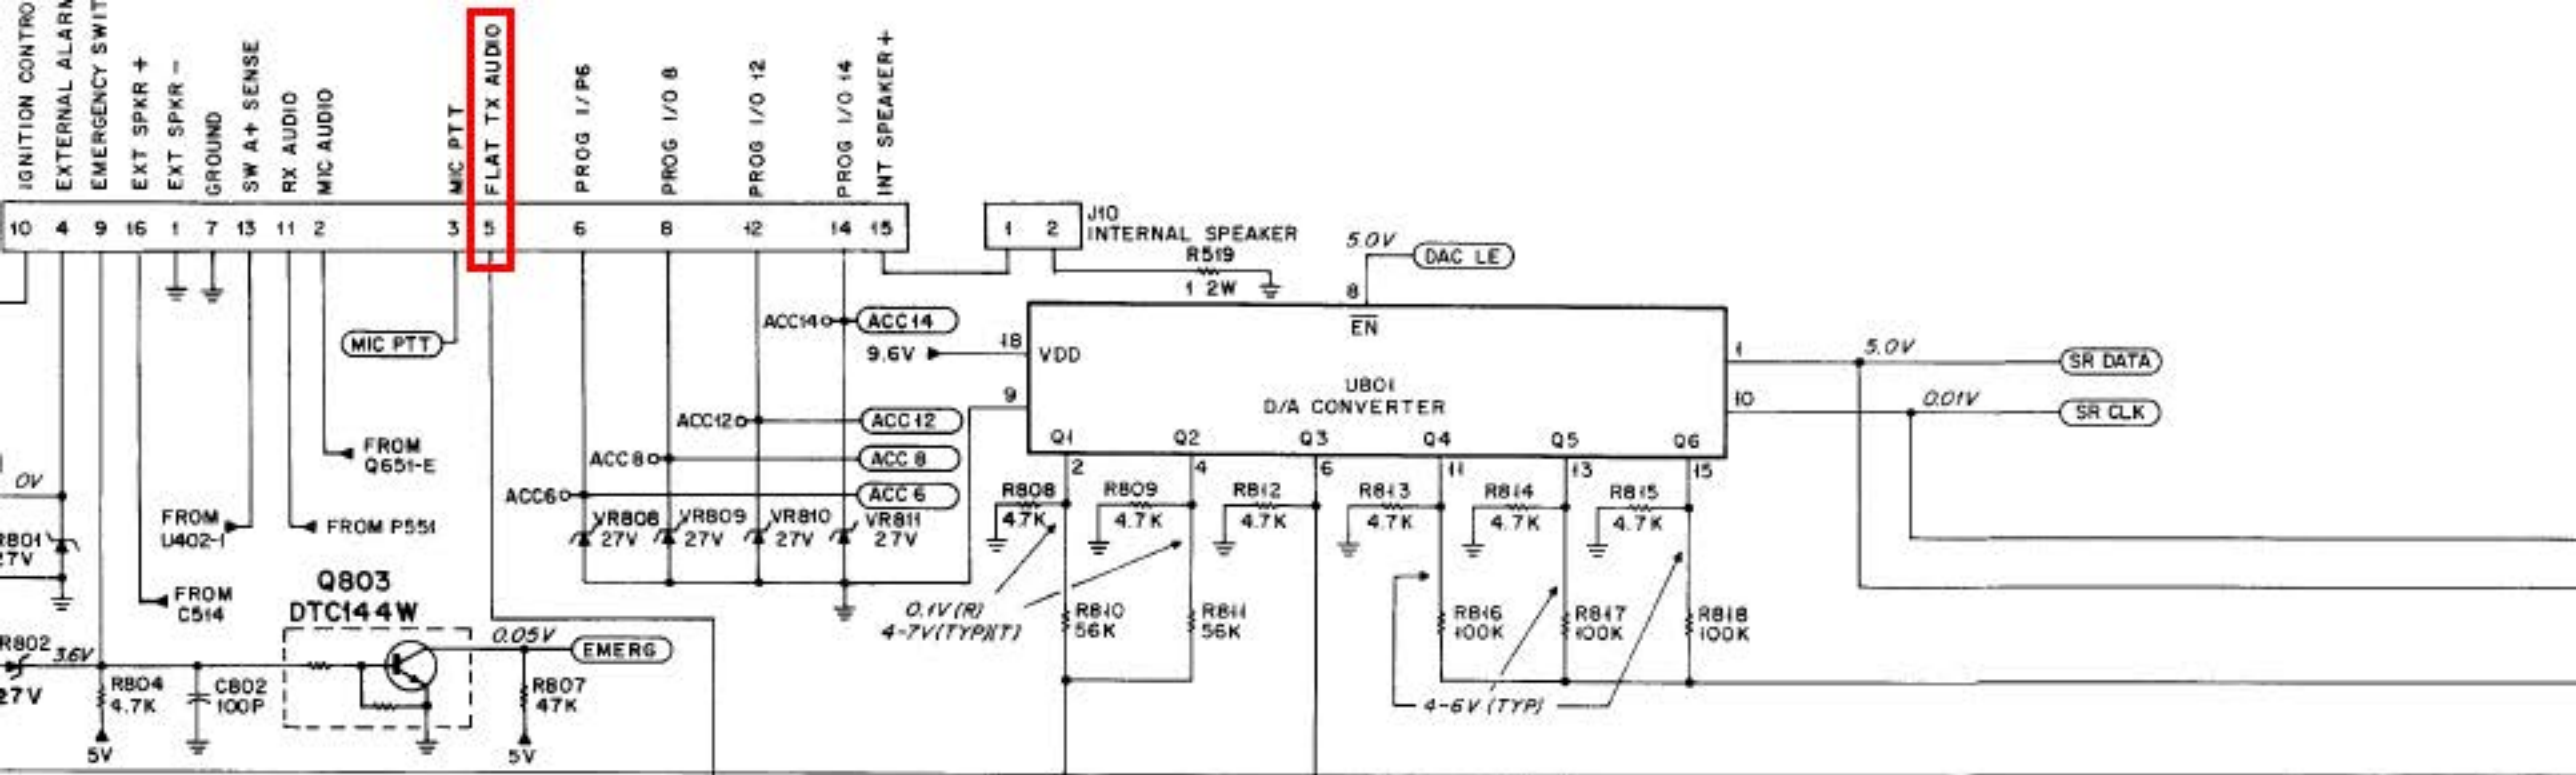 IGNITION CONTRO
EXTERNAL ALARM
EMERGENCY SWIT
EXT SPKR +
EXT SPKR -
GROUND
SW A+ SENSE
RX AUDIO
MIC AUDIO
MIC PTT
FLAT TX AUDIO
PROG I/P6
PROG I/O 8
PROG I/O 12
PROG I/O 14
INT SPEAKER+
10 4 9 16 1 7 13 11 2 3 5 6 8 12 14 15
1 2
J10
INTERNAL SPEAKER
R519
1 2W
5.0V
DAC LE
8
EN
ACC14
ACC14
MIC PTT
9.6V
18
VDD
9
U801
D/A CONVERTER
1
5.0V
SR DATA
10
0.01V
SR CLK
ACC12
ACC12
ACC8
ACC 8
ACC6
ACC 6
Q1 Q2 Q3 Q4 Q5 Q6
2 4 6 11 13 15
FROM
Q651-E
0V
FROM
U402-1
FROM P551
FROM
C514
R801
27V
VR808
27V
VR809
27V
VR810
27V
VR811
27V
R808
4.7K
R809
4.7K
R812
4.7K
R813
4.7K
R814
4.7K
R815
4.7K
0.1V(R)
4-7V(TYP)(T)
R810
56K
R811
56K
R816
100K
R817
100K
R818
100K
4-6V (TYP)
Q803
DTC144W
0.05V
EMERG
R802
27V
3.6V
R804
4.7K
5V
C802
100P
R807
47K
5V